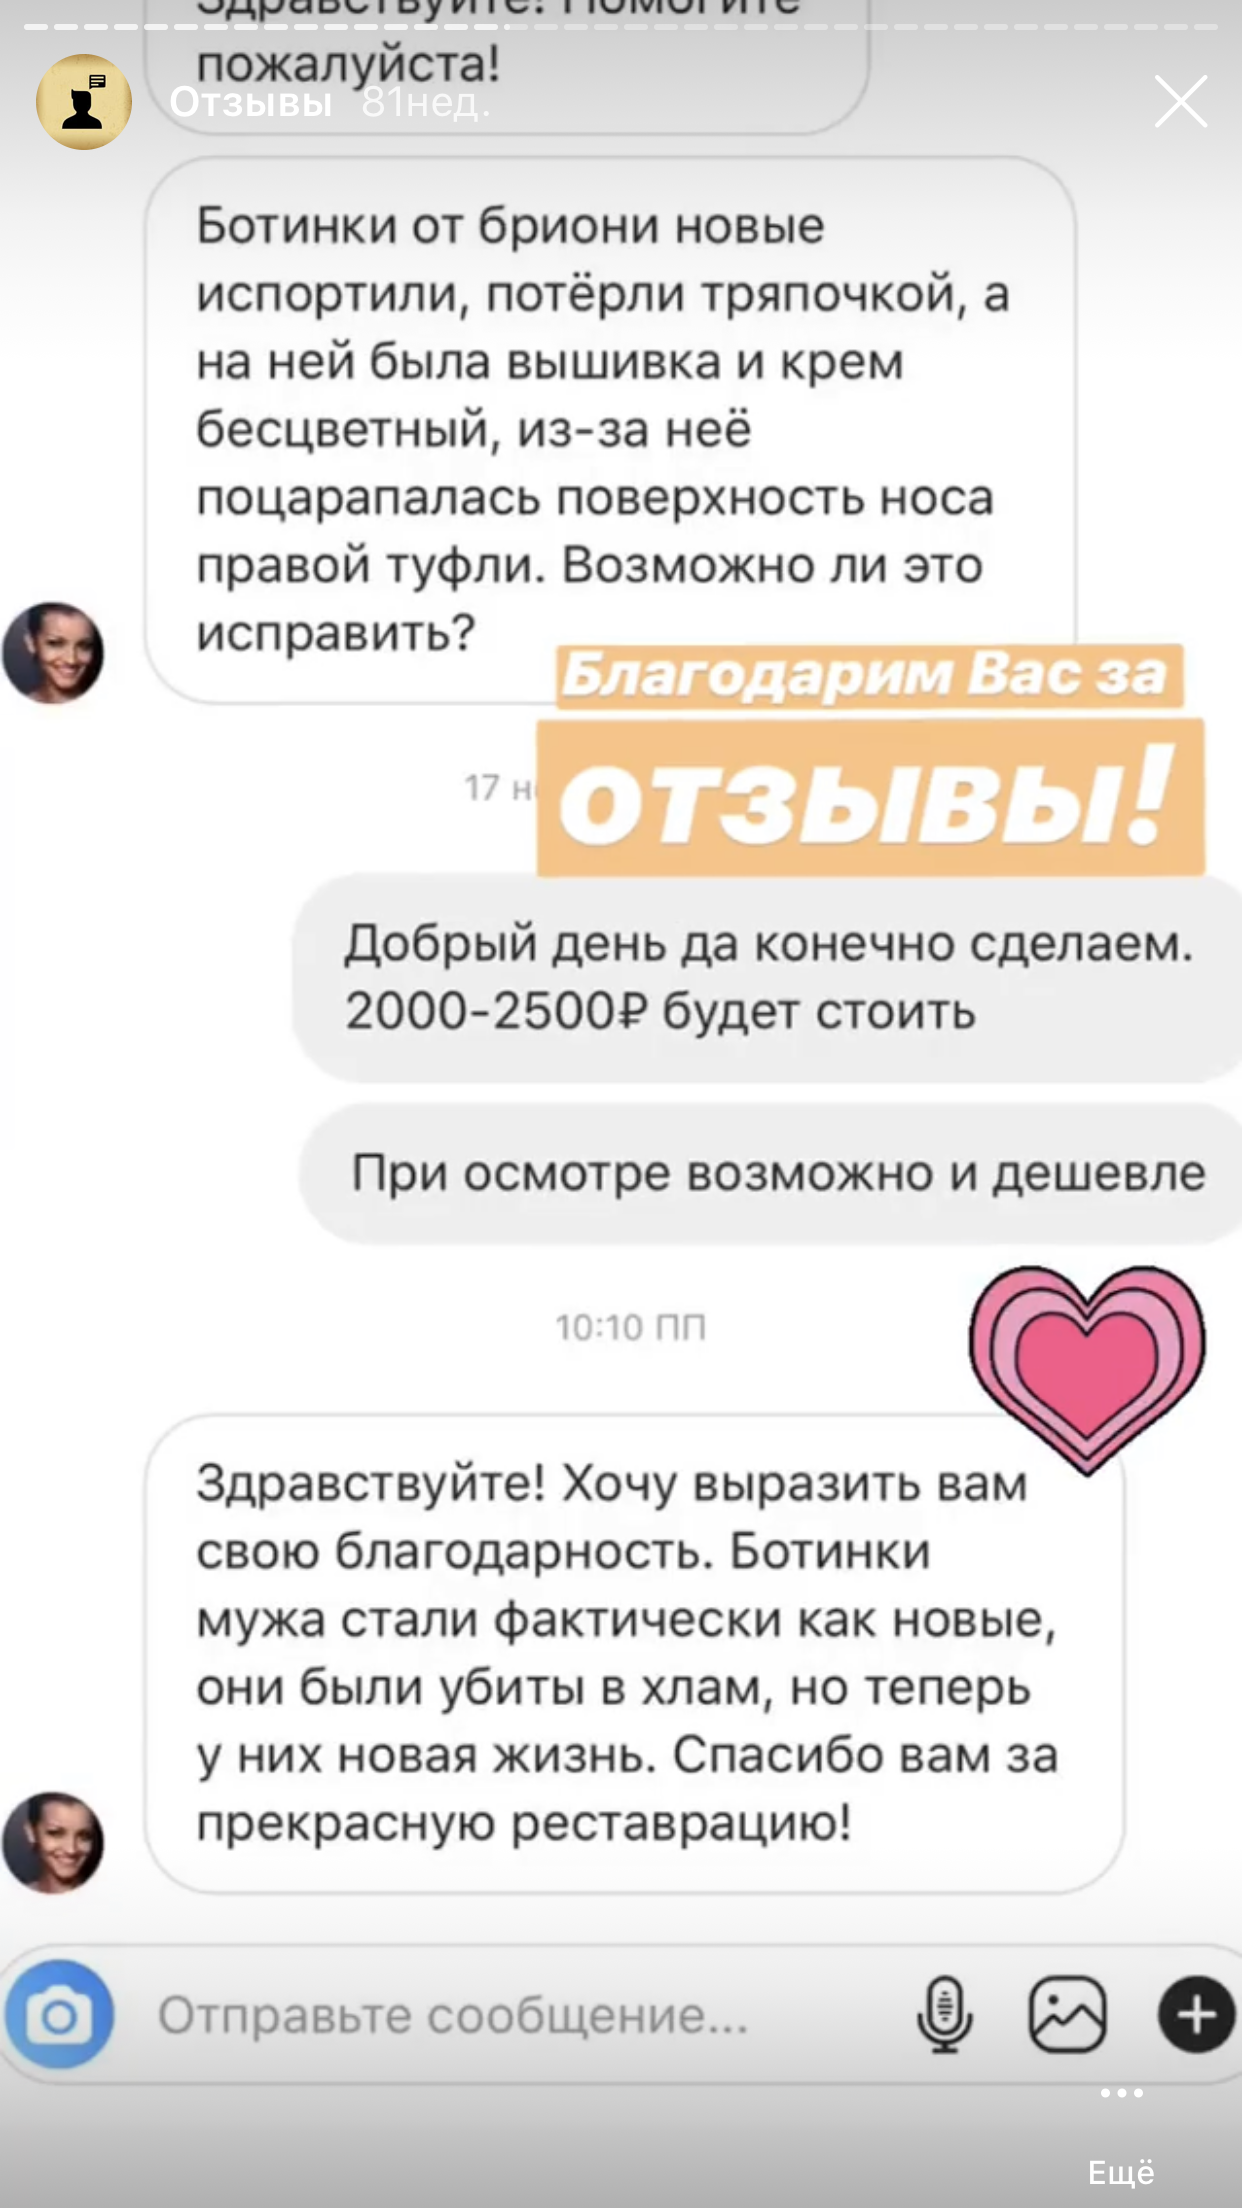 Здравствуйте! Помогите
пожалуйста!
Отзывы 81нед.
Ботинки от бриони новые
испортили, потёрли тряпочкой, а
на ней была вышивка и крем
бесцветный, из-за неё
поцарапалась поверхность носа
правой туфли. Возможно ли это
исправить?
Благодарим Вас за
отзывы!
17
Добрый день да конечно сделаем.
2000-2500₽ будет стоить
При осмотре возможно и дешевле
10:10 ПП
Здравствуйте! Хочу выразить вам
свою благодарность. Ботинки
мужа стали фактически как новые,
они были убиты в хлам, но теперь
у них новая жизнь. Спасибо вам за
прекрасную реставрацию!
Отправьте сообщение...
Ещё